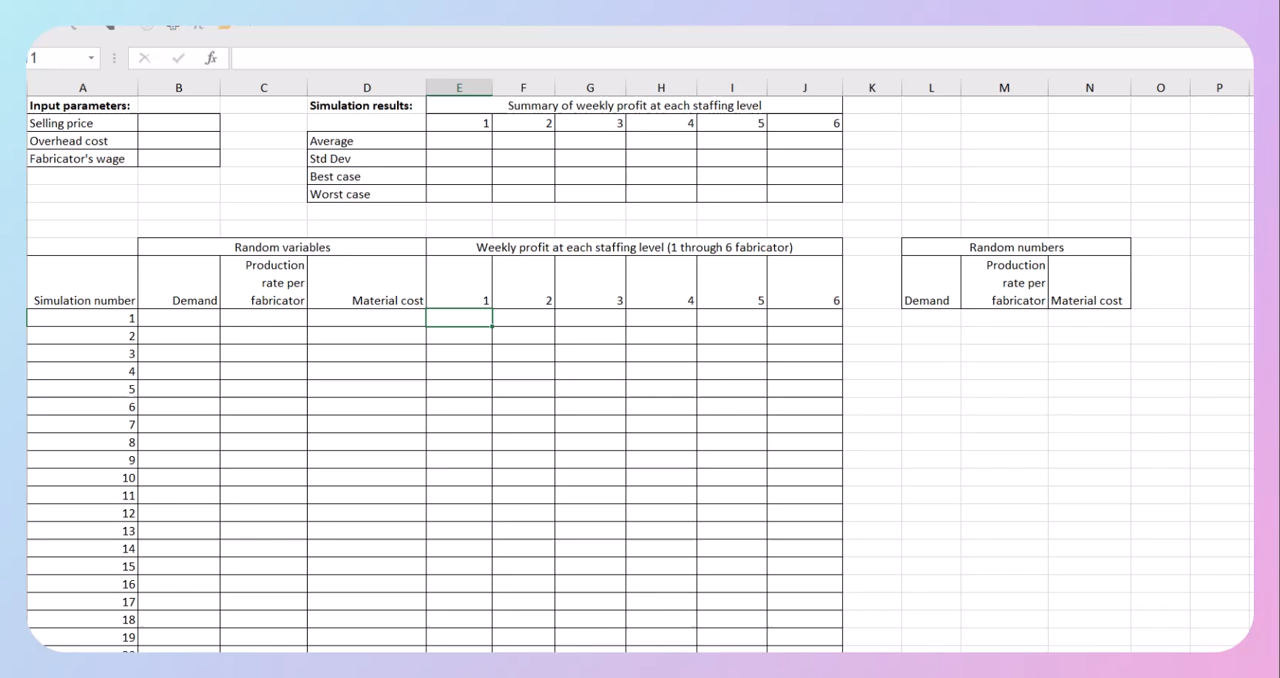 1
fx
A B C D E F G H I J K L M N O P
Input parameters: Simulation results: Summary of weekly profit at each staffing level
Selling price 1 2 3 4 5 6
Overhead cost Average
Fabricator's wage Std Dev
Best case
Worst case
Random variables Weekly profit at each staffing level (1 through 6 fabricator) Random numbers
Production Production
rate per rate per
Simulation number Demand fabricator Material cost 1 2 3 4 5 6 Demand fabricator Material cost
1
2
3
4
5
6
7
8
9
10
11
12
13
14
15
16
17
18
19